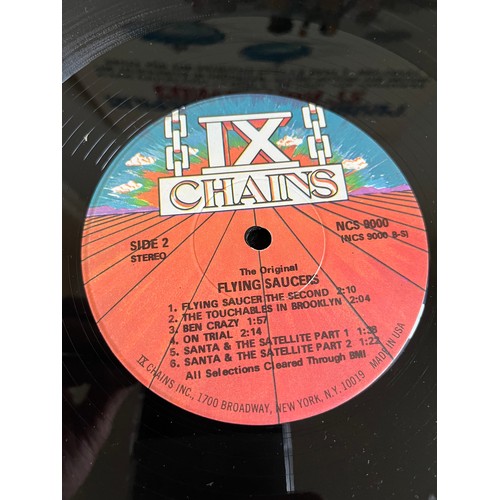 IX
CHAINS
SIDE 2
STEREO
NCS 9000
(NCS 9000 B-S)
The Original
FLYING SAUCERS
1. FLYING SAUCER THE SECOND 2:10
2. THE TOUCHABLES IN BROOKLYN 2:04
3. BEN CRAZY 1:57
4. ON TRIAL 2:14
5. SANTA & THE SATELLITE PART 1 1:38
6. SANTA & THE SATELLITE PART 2 1:22
All Selections Cleared Through BMI
IX CHAINS INC., 1700 BROADWAY, NEW YORK, N.Y. 10019 MADE IN USA